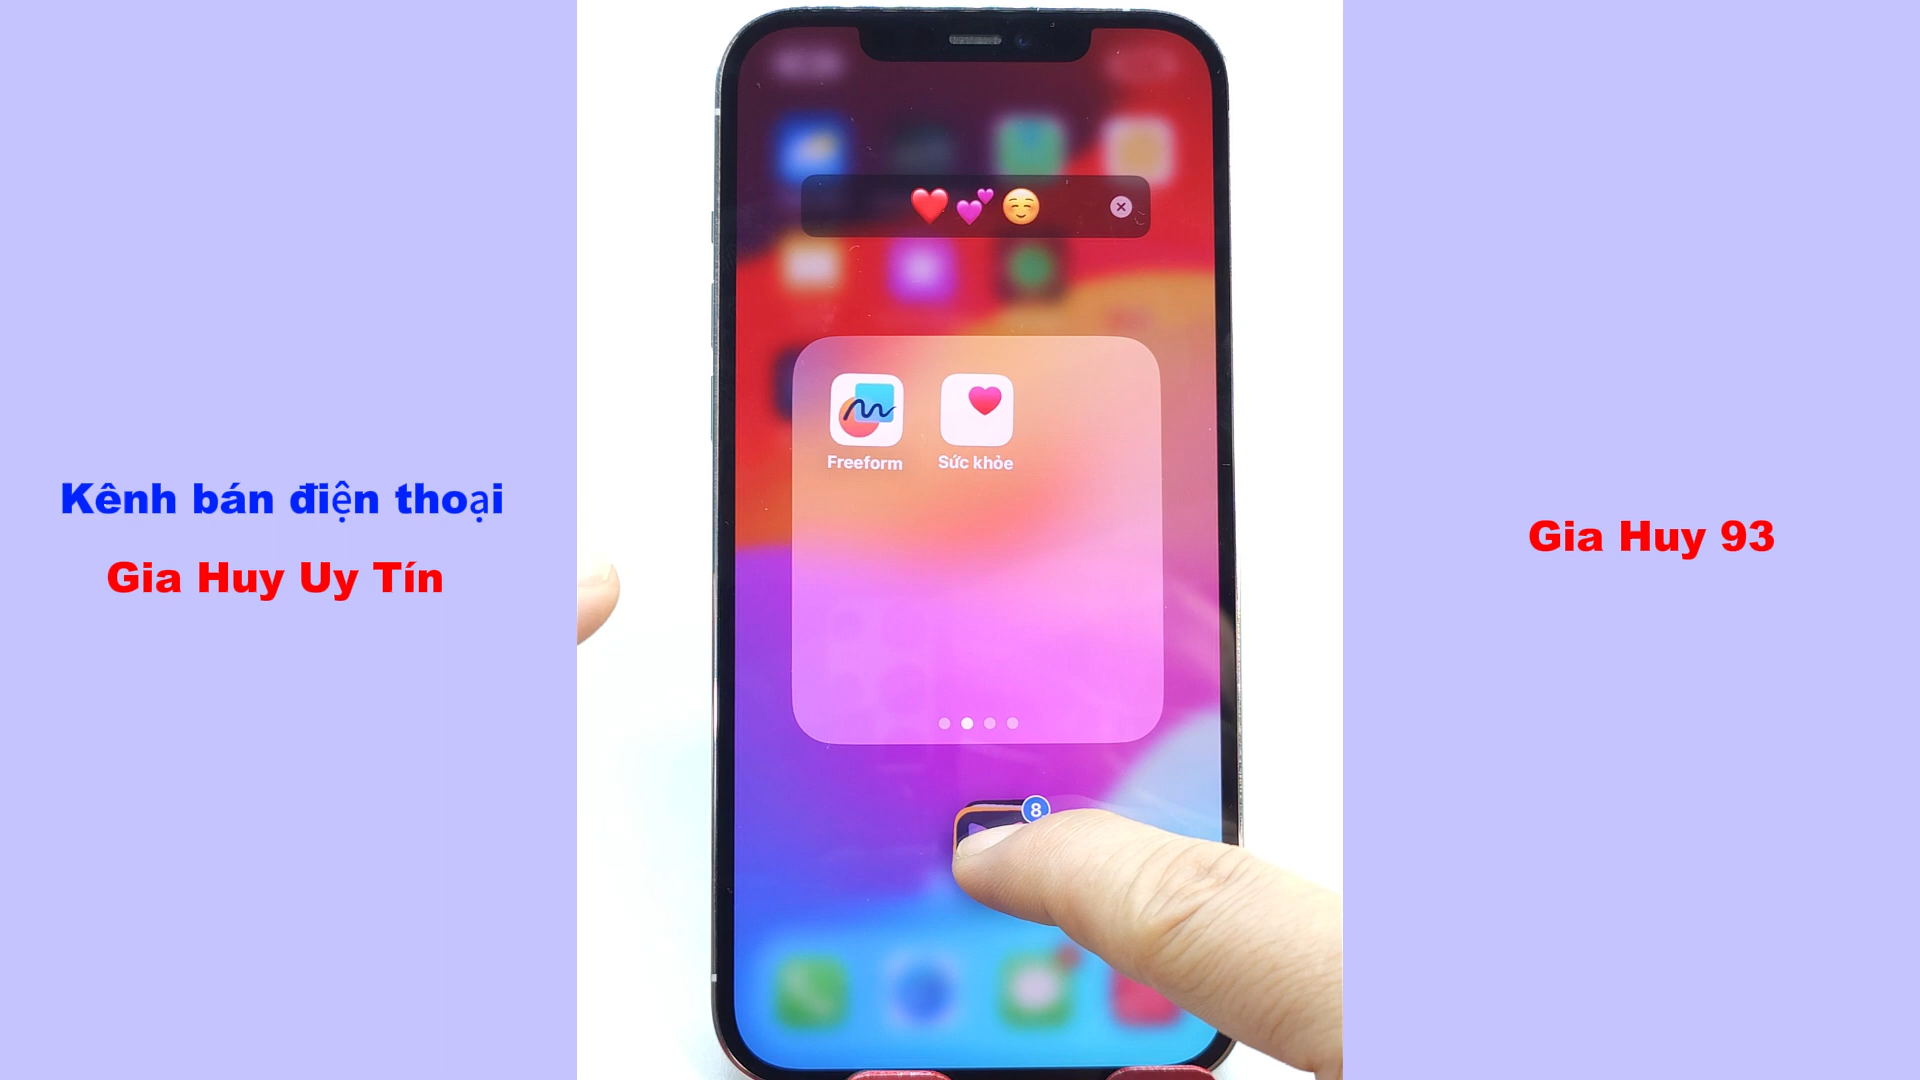 Kênh bán điện thoại
Gia Huy Uy Tín
❤️ 💕 ☺️
Freeform
Sức khỏe
8
Gia Huy 93